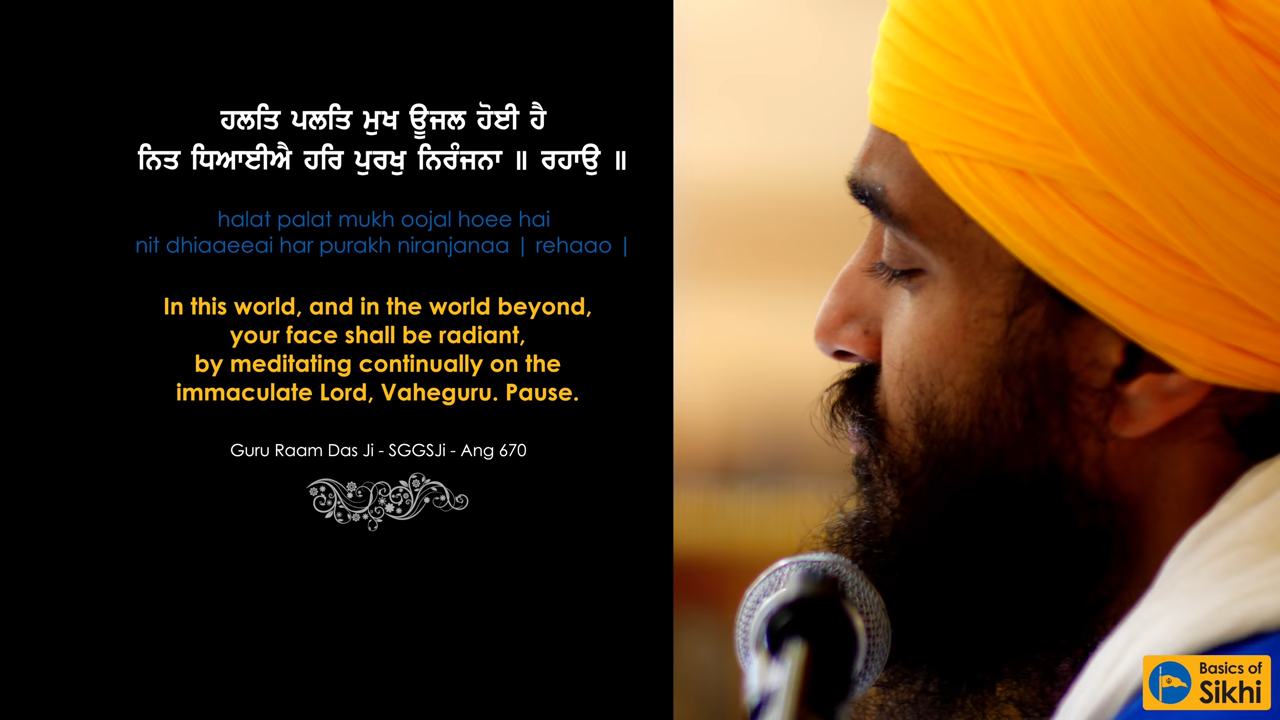 ਹਲਤਿ ਪਲਤਿ ਮੁਖ ਊਜਲ ਹੋਈ ਹੈ
ਨਿਤ ਧਿਆਈਐ ਹਰਿ ਪੁਰਖੁ ਨਿਰੰਜਨਾ ॥ ਰਹਾਉ ॥
halat palat mukh oojal hoee hai
nit dhiaaeeai har purakh niranjanaa | rehaao |
In this world, and in the world beyond,
your face shall be radiant,
by meditating continually on the
immaculate Lord, Vaheguru. Pause.
Guru Raam Das Ji - SGGSJi - Ang 670
Basics of
Sikhi